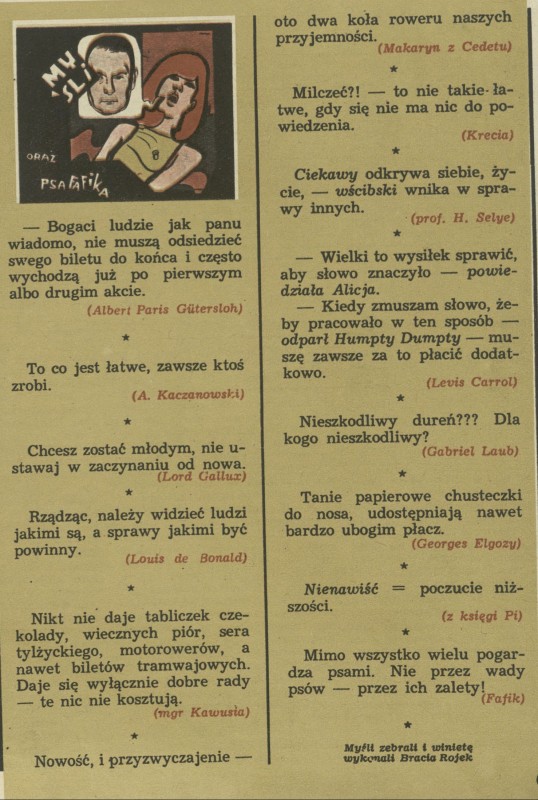 MYŚLI
ORAZ
PSA FAFIKA
— Bogaci ludzie jak panu
wiadomo, nie muszą odsiedzieć
swego biletu do końca i często
wychodzą już po pierwszym
albo drugim akcie.
(Albert Paris Gütersloh)
★
To co jest łatwe, zawsze ktoś
zrobi.
(A. Kaczanowski)
★
Chcesz zostać młodym, nie u-
stawaj w zaczynaniu od nowa.
(Lord Gallux)
★
Rządząc, należy widzieć ludzi
jakimi są, a sprawy jakimi być
powinny.
(Louis de Bonald)
★
Nikt nie daje tabliczek cze-
kolady, wiecznych piór, sera
tylżyckiego, motorowerów, a
nawet biletów tramwajowych.
Daje się wyłącznie dobre rady
— te nic nie kosztują.
(mgr Kawusia)
★
Nowość, i przyzwyczajenie —
oto dwa koła roweru naszych
przyjemności.
(Makaryn z Cedetu)
★
Milczeć?! — to nie takie ła-
twe, gdy się nie ma nic do po-
wiedzenia.
(Krecia)
★
Ciekawy odkrywa siebie, ży-
cie, — wścibski wnika w spra-
wy innych.
(prof. H. Selye)
★
— Wielki to wysiłek sprawić,
aby słowo znaczyło — powie-
działa Alicja.
— Kiedy zmuszam słowo, że-
by pracowało w ten sposób —
odparł Humpty Dumpty — mu-
szę zawsze za to płacić dodat-
kowo.
(Levis Carrol)
★
Nieszkodliwy dureń??? Dla
kogo nieszkodliwy?
(Gabriel Laub)
★
Tanie papierowe chusteczki
do nosa, udostępniają nawet
bardzo ubogim płacz.
(Georges Elgozy)
★
Nienawiść = poczucie niż-
szości.
(z księgi Pi)
★
Mimo wszystko wielu pogar-
dza psami. Nie przez wady
psów — przez ich zalety!
(Fafik)
★
Myśli zebrali i winietę
wykonali Bracia Rojek